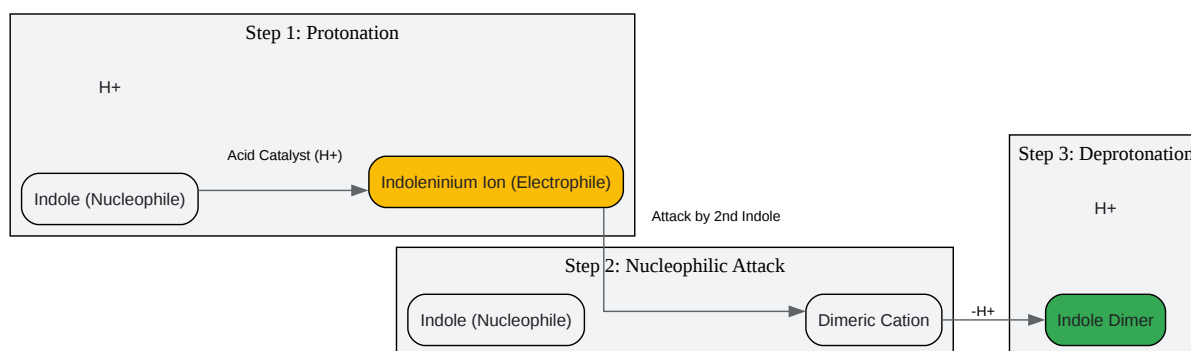 Step 1: Protonation
H+
Acid Catalyst (H+)
Indole (Nucleophile)
Indoleninium Ion (Electrophile)
Attack by 2nd Indole
Step 2: Nucleophilic Attack
Indole (Nucleophile)
Dimeric Cation
-H+
Step 3: Deprotonation
H+
Indole Dimer